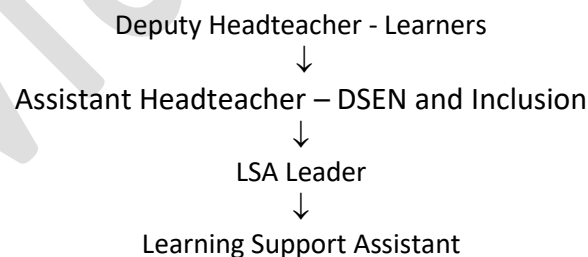 Deputy Headteacher - Learners
↓
Assistant Headteacher – DSEN and Inclusion
↓
LSA Leader
↓
Learning Support Assistant